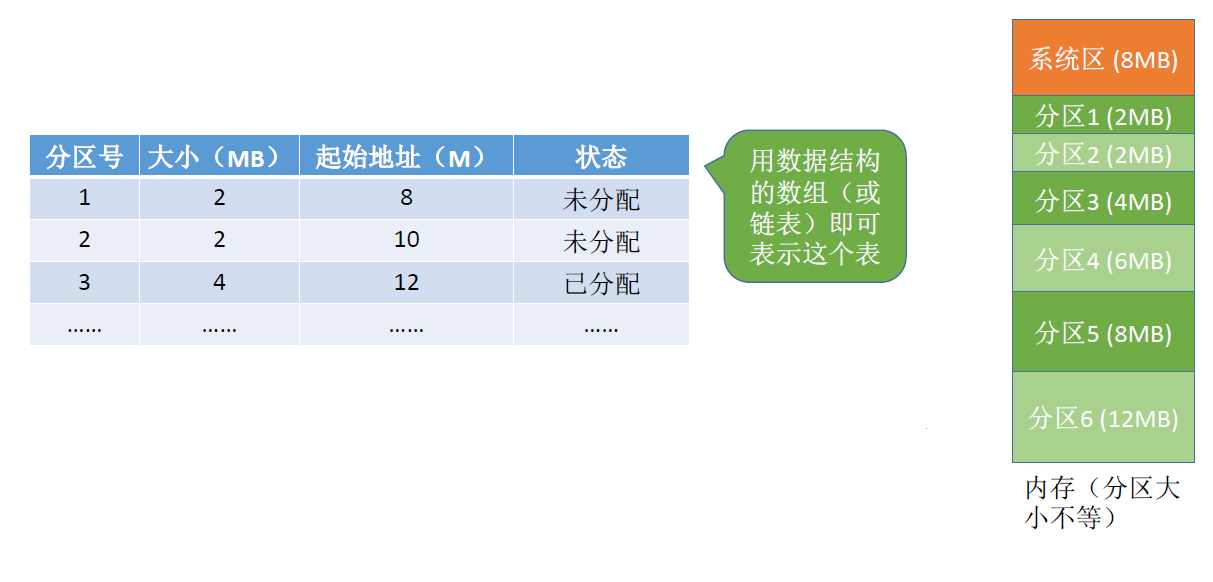 分区号 大小（MB） 起始地址（M） 状态
1 2 8 未分配
2 2 10 未分配
3 4 12 已分配
…… …… …… ……
用数据结构
的数组（或
链表）即可
表示这个表
系统区 (8MB)
分区1 (2MB)
分区2 (2MB)
分区3 (4MB)
分区4 (6MB)
分区5 (8MB)
分区6 (12MB)
内存（分区大
小不等）